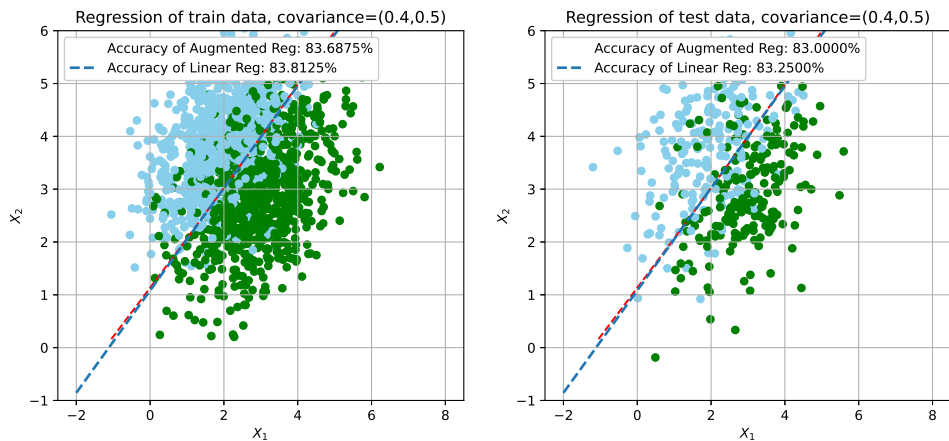 Regression of train data, covariance=(0.4,0.5)
Accuracy of Augmented Reg: 83.6875%
Accuracy of Linear Reg: 83.8125%
6
5
4
3
2
1
0
−1
X₂
−2 0 2 4 6 8
X₁
Regression of test data, covariance=(0.4,0.5)
Accuracy of Augmented Reg: 83.0000%
Accuracy of Linear Reg: 83.2500%
6
5
4
3
2
1
0
−1
X₂
−2 0 2 4 6 8
X₁